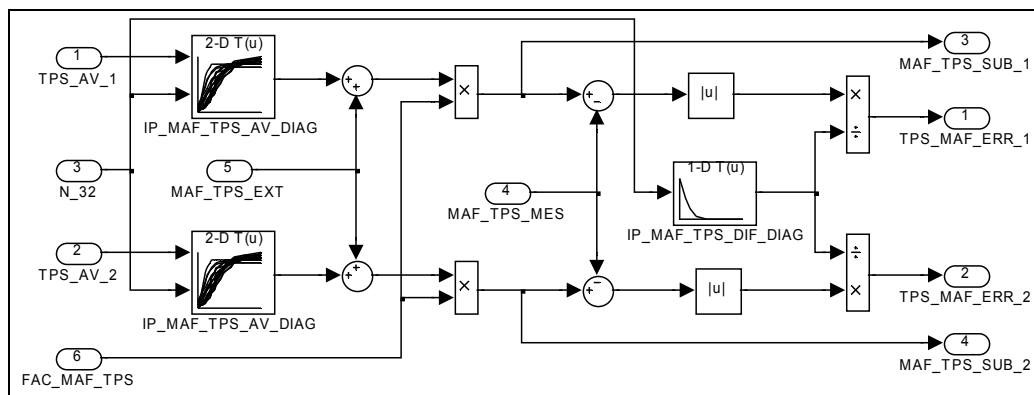 2-D T(u)
1
TPS_AV_1
IP_MAF_TPS_AV_DIAG
+
+
×
3
MAF_TPS_SUB_1
+
−
|u|
×
÷
1
TPS_MAF_ERR_1
3
N_32
5
MAF_TPS_EXT
4
MAF_TPS_MES
1-D T(u)
IP_MAF_TPS_DIF_DIAG
2-D T(u)
2
TPS_AV_2
IP_MAF_TPS_AV_DIAG
+
+
×
+
−
|u|
÷
×
2
TPS_MAF_ERR_2
6
FAC_MAF_TPS
4
MAF_TPS_SUB_2